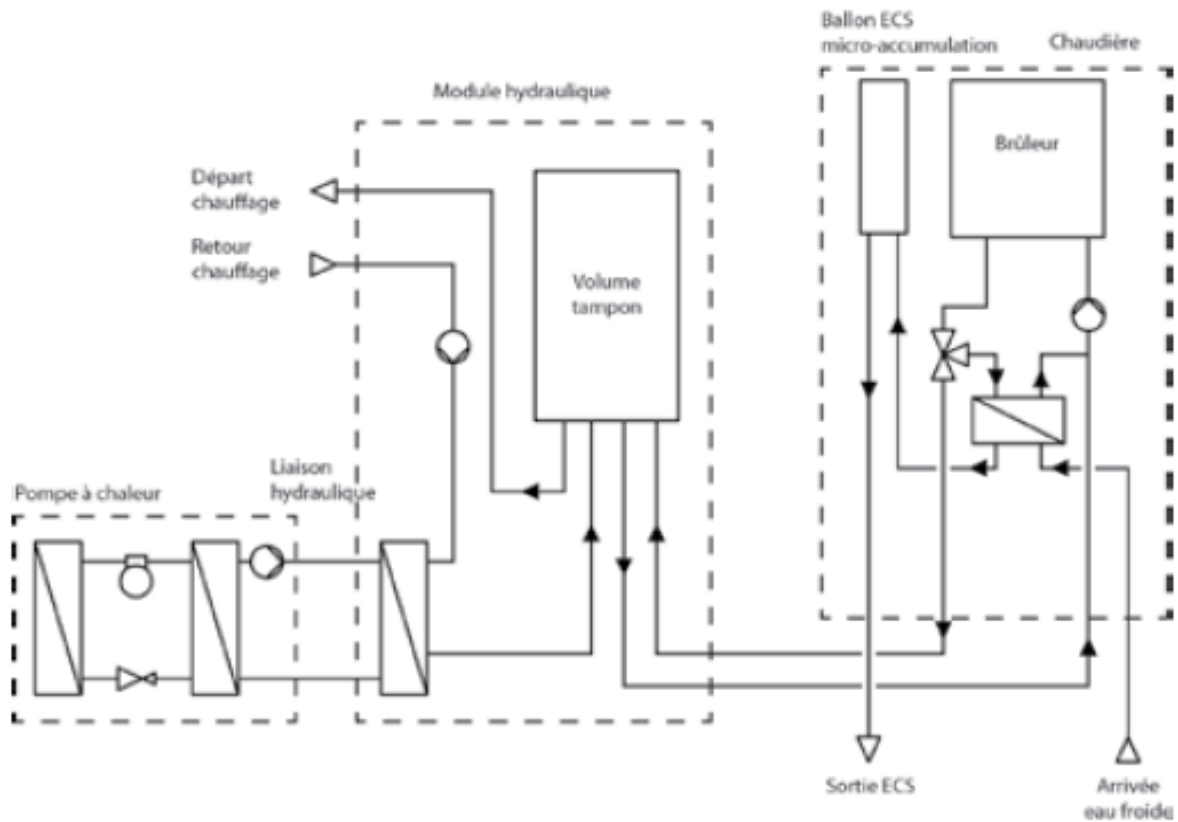 Ballon ECS
micro-accumulation
Chaudière
Module hydraulique
Brûleur
Départ
chauffage
Retour
chauffage
Volume
tampon
Liaison
hydraulique
Pompe à chaleur
Sortie ECS
Arrivée
eau froide